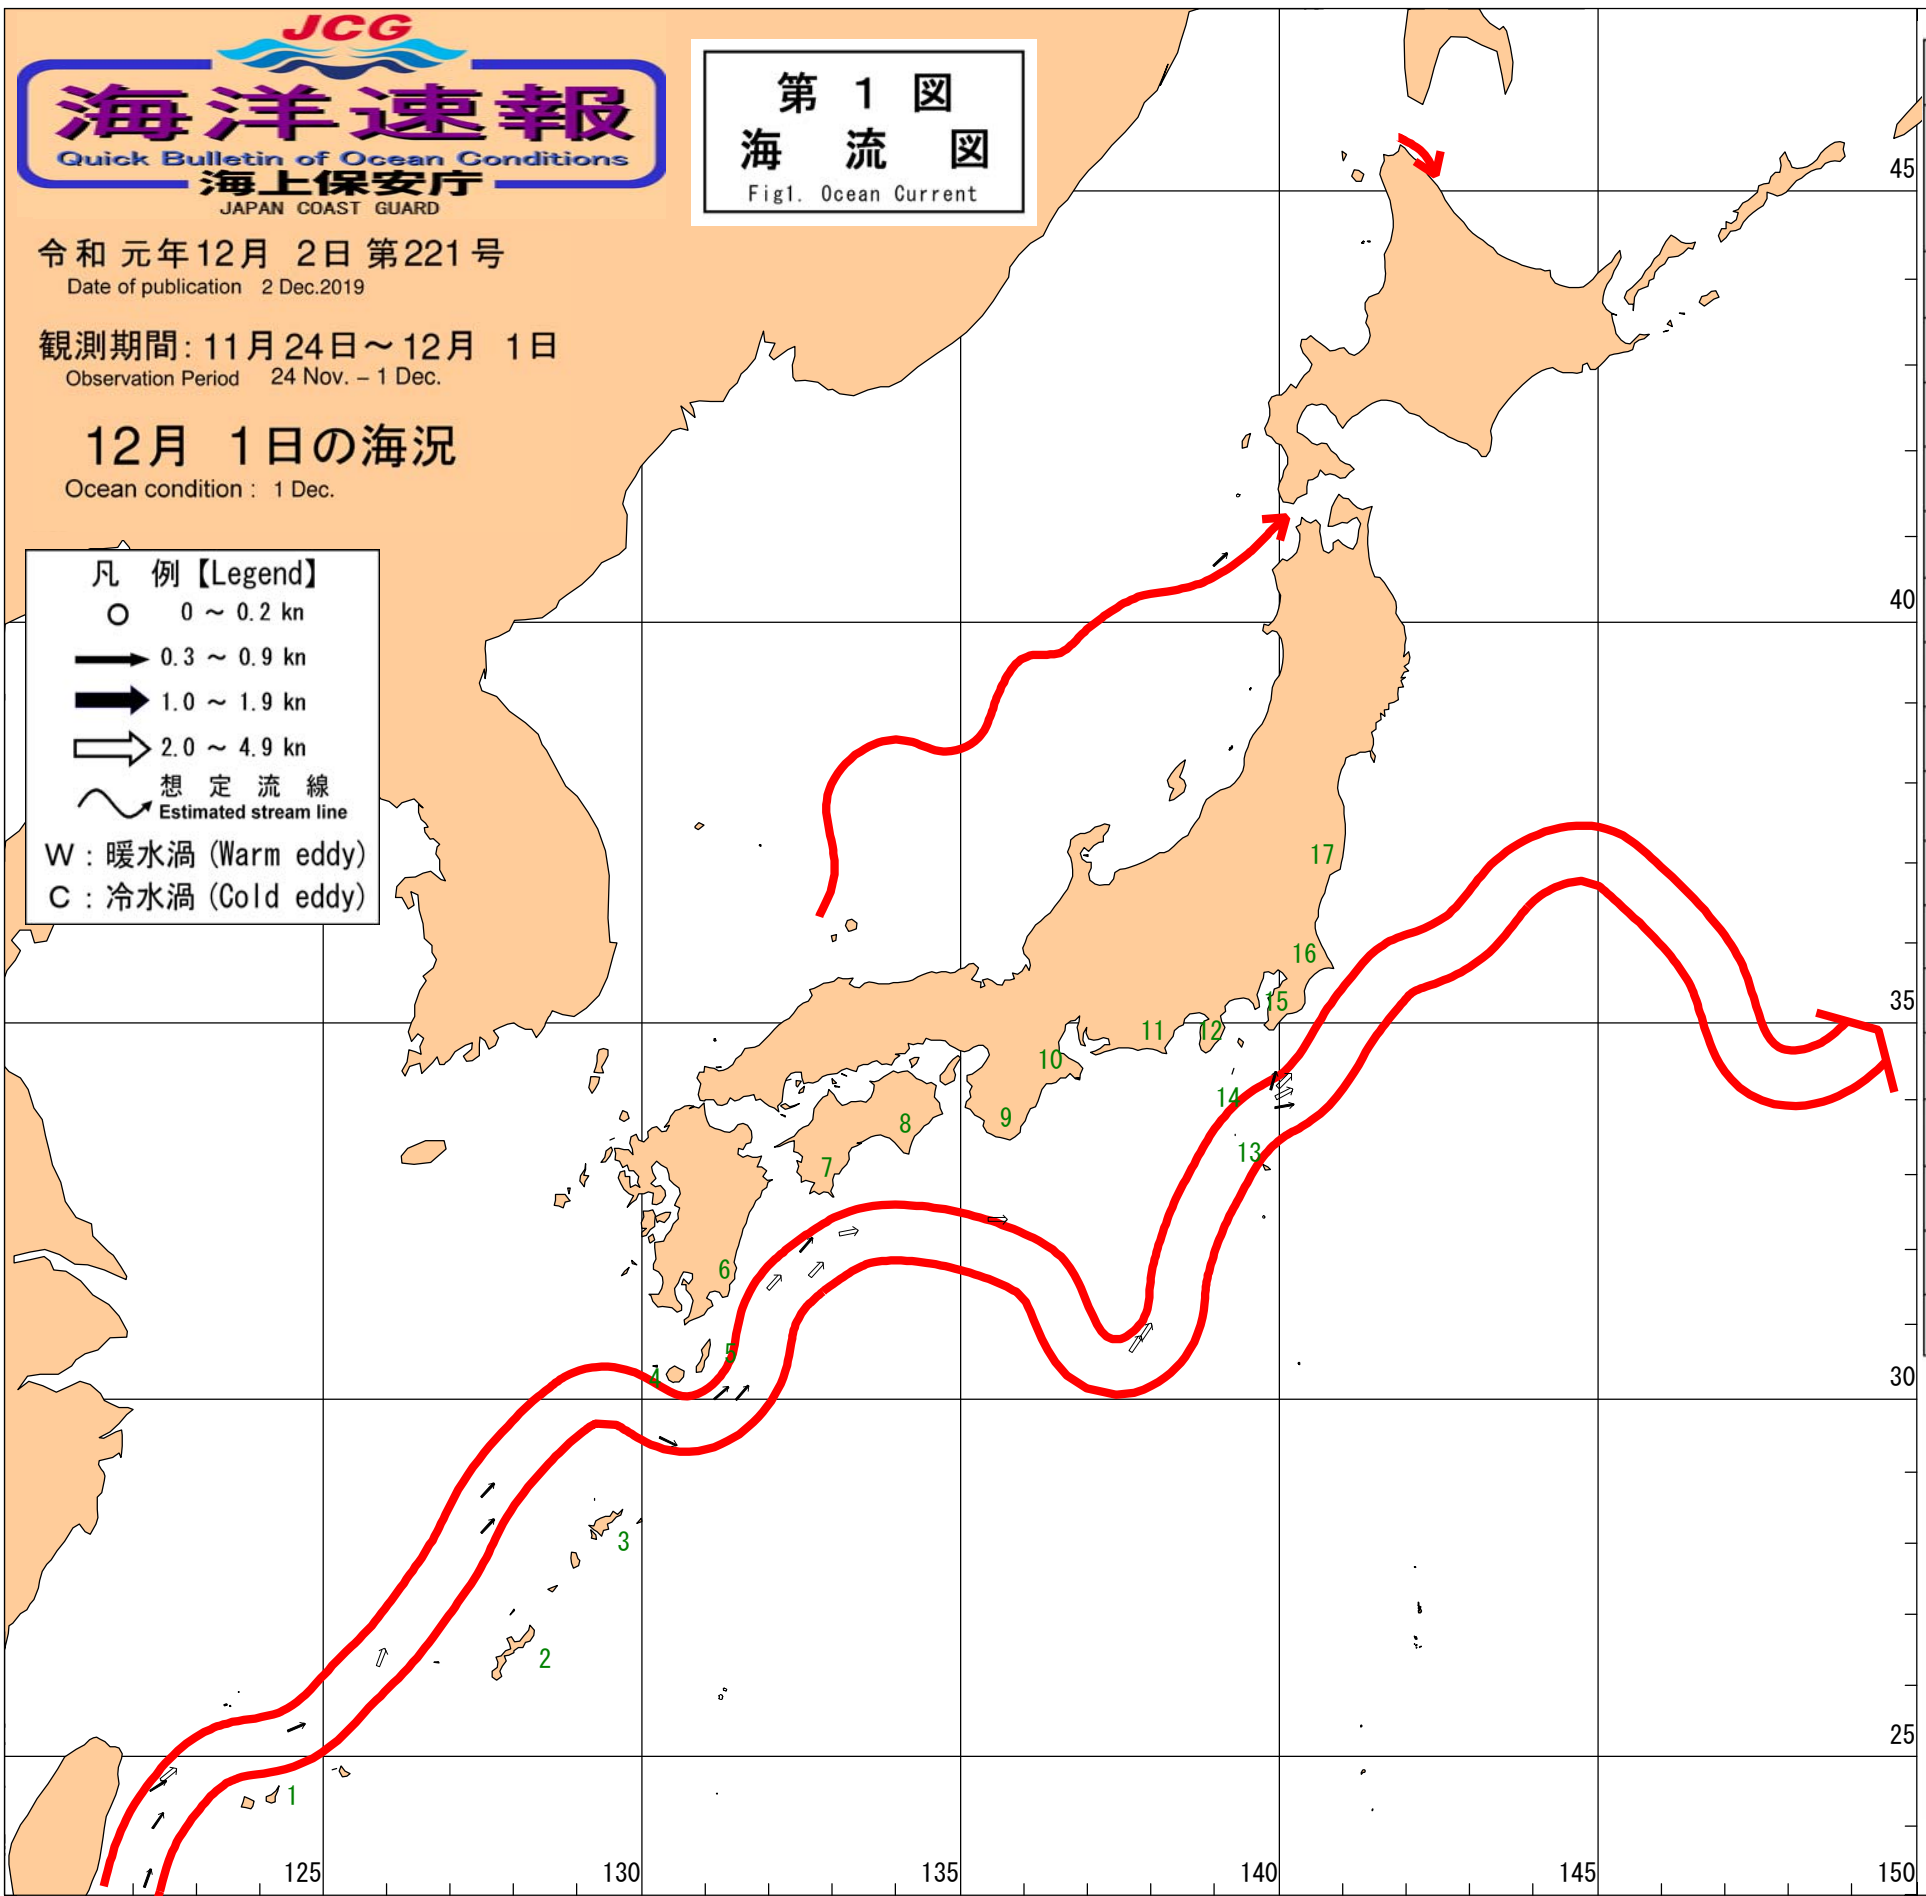 JCG
海洋速報
Quick Bulletin of Ocean Conditions
海上保安庁
JAPAN COAST GUARD
令和 元年12月 2日 第221号
Date of publication 2 Dec.2019
観測期間: 11月24日～12月 1日
Observation Period 24 Nov. – 1 Dec.
12月 1日の海況
Ocean condition : 1 Dec.
第 1 図
海 流 図
Fig1. Ocean Current
凡 例【Legend】
0 ～ 0.2 kn
0.3 ～ 0.9 kn
1.0 ～ 1.9 kn
2.0 ～ 4.9 kn
想 定 流 線
Estimated stream line
W : 暖水渦 (Warm eddy)
C : 冷水渦 (Cold eddy)
45
40
17
16
35
15
11
12
10
14
9
8
13
7
6
5
4
30
3
2
25
1
125
130
135
140
145
150